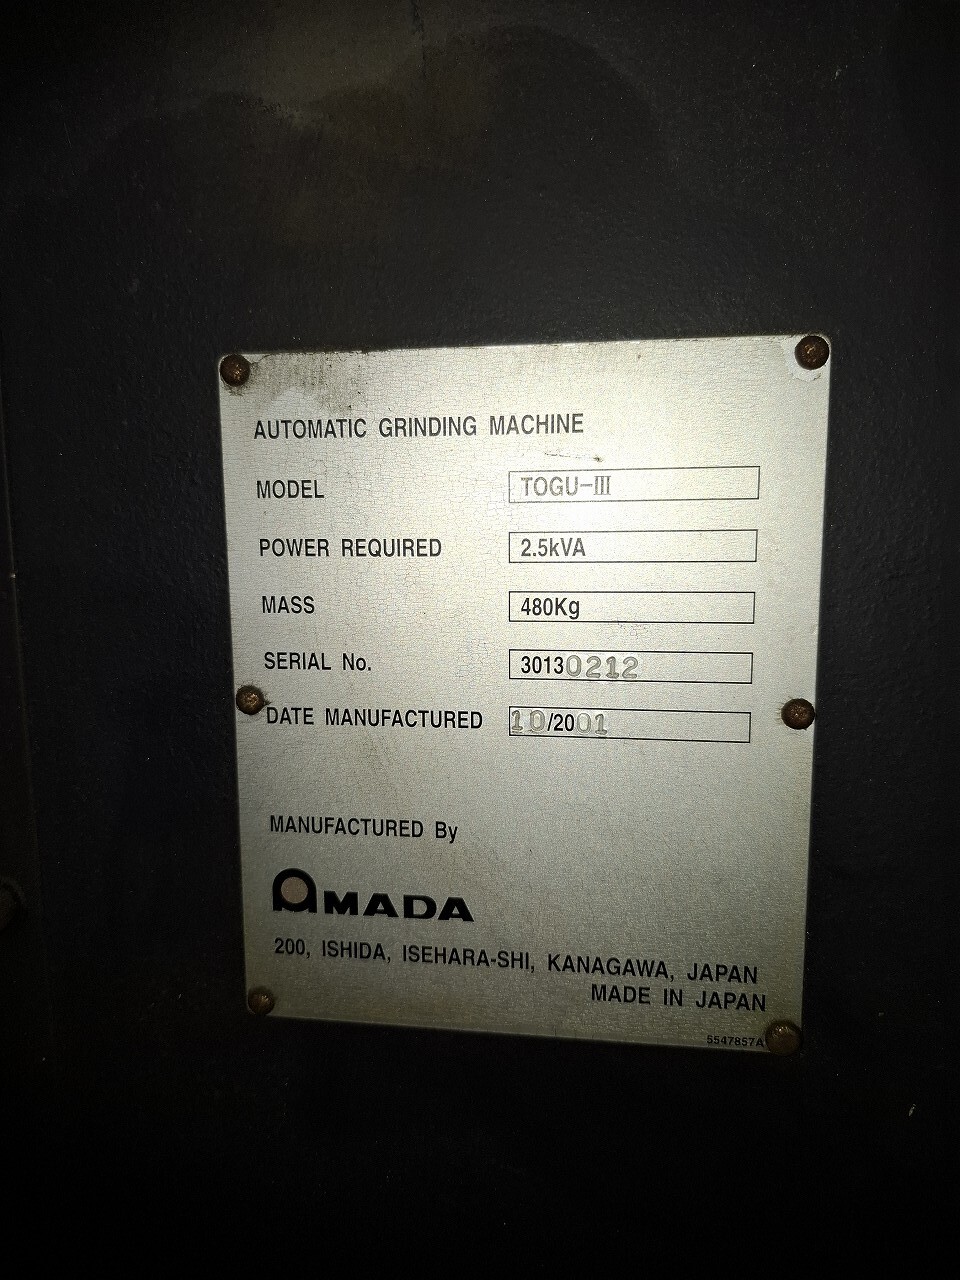 AUTOMATIC GRINDING MACHINE
MODEL TOGU-III
POWER REQUIRED 2.5kVA
MASS 480Kg
SERIAL No. 30130212
DATE MANUFACTURED 10/2001
MANUFACTURED By
AMADA
200, ISHIDA, ISEHARA-SHI, KANAGAWA, JAPAN
MADE IN JAPAN
5547857A